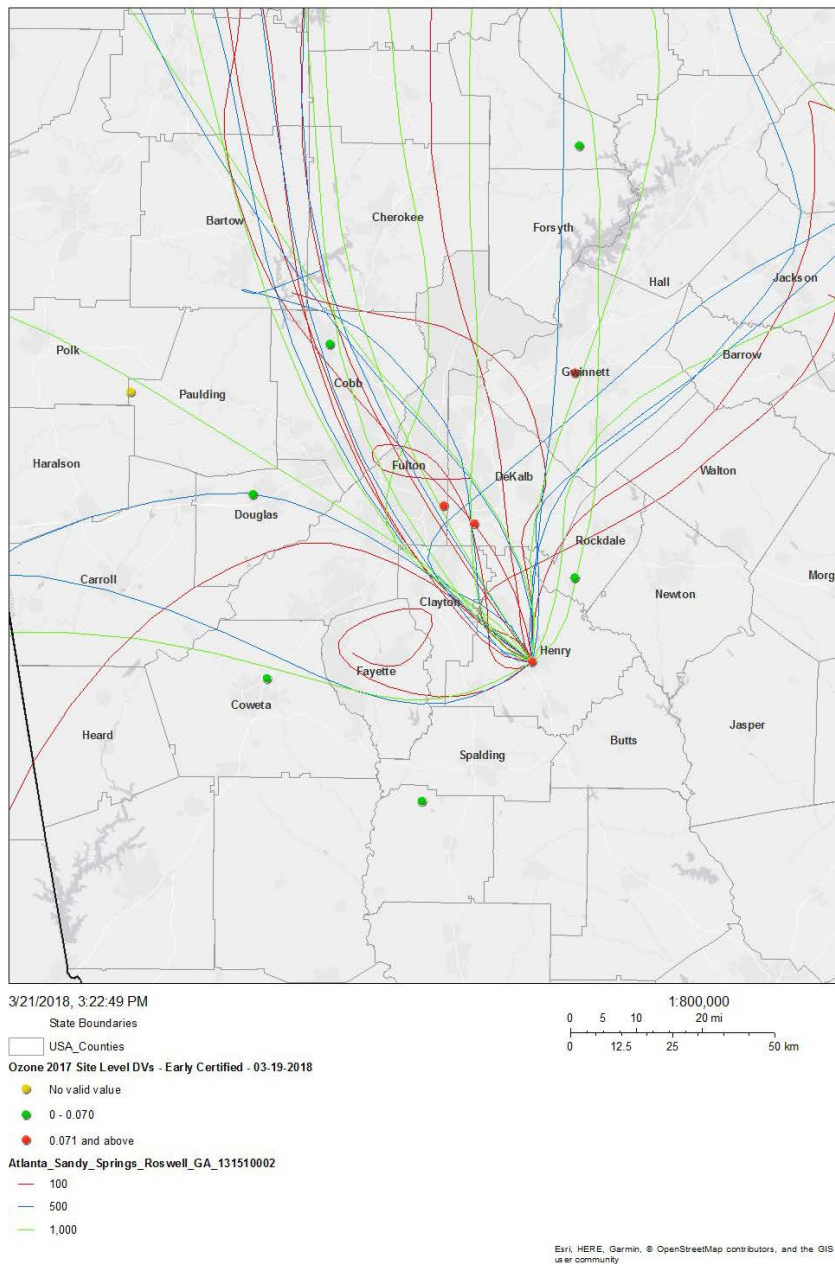 Bartow
Cherokee
Forsyth
Hall
Jackson
Polk
Paulding
Cobb
Gwinnett
Barrow
Haralson
Fulton
DeKalb
Walton
Douglas
Rockdale
Carroll
Clayton
Newton
Morg
Henry
Fayette
Coweta
Heard
Spalding
Butts
Jasper
3/21/2018, 3:22:49 PM
State Boundaries
USA_Counties
Ozone 2017 Site Level DVs - Early Certified - 03-19-2018
No valid value
0 - 0.070
0.071 and above
Atlanta_Sandy_Springs_Roswell_GA_131510002
100
500
1,000
1:800,000
0 5 10 20 mi
0 12.5 25 50 km
Esri, HERE, Garmin, © OpenStreetMap contributors, and the GIS
user community